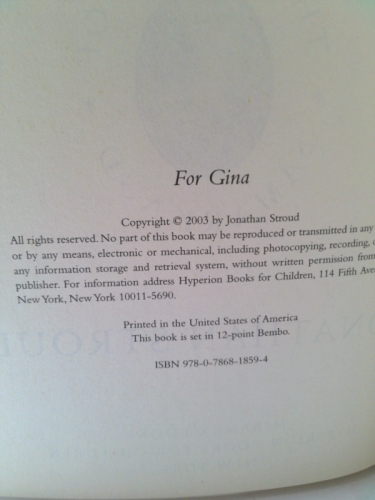 For Gina
Copyright © 2003 by Jonathan Stroud
All rights reserved. No part of this book may be reproduced or transmitted in any
or by any means, electronic or mechanical, including photocopying, recording,
any information storage and retrieval system, without written permission from
publisher. For information address Hyperion Books for Children, 114 Fifth Ave
New York, New York 10011-5690.
Printed in the United States of America
This book is set in 12-point Bembo.
ISBN 978-0-7868-1859-4